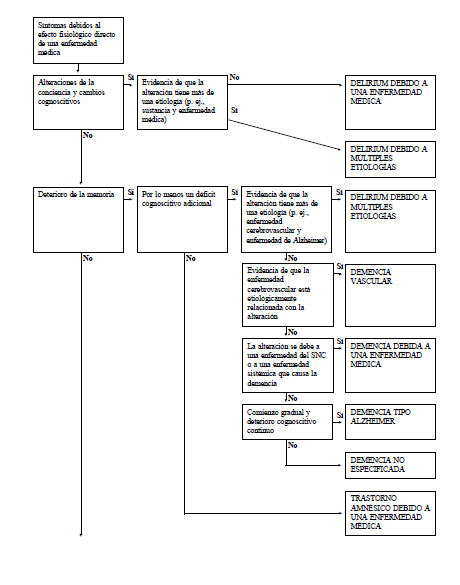 Síntomas debidos al
efecto fisiológico directo
de una enfermedad
médica
Alteraciones de la
conciencia y cambios
cognoscitivos
Sí
Evidencia de que la
alteración tiene más de
una etiología (p. ej.,
sustancia y enfermedad
médica)
No
DELIRIUM DEBIDO A
UNA ENFERMEDAD
MÉDICA
Sí
DELIRIUM DEBIDO A
MÚLTIPLES
ETIOLOGÍAS
No
Deterioro de la memoria
Sí
Por lo menos un déficit
cognoscitivo adicional
Sí
Evidencia de que la
alteración tiene más de
una etiología (p. ej.,
enfermedad
cerebrovascular y
enfermedad de Alzheimer)
Sí
DELIRIUM DEBIDO A
MÚLTIPLES
ETIOLOGÍAS
No
No
No
Evidencia de que la
enfermedad
cerebrovascular está
etiológicamente
relacionada con la
alteración
Sí
DEMENCIA
VASCULAR
No
La alteración se debe a
una enfermedad del SNC
o a una enfermedad
sistémica que causa la
demencia
Sí
DEMENCIA DEBIDA A
UNA ENFERMEDAD
MÉDICA
No
Comienzo gradual y
deterioro cognoscitivo
continuo
Sí
DEMENCIA TIPO
ALZHEIMER
No
DEMENCIA NO
ESPECIFICADA
TRASTORNO
AMNÉSICO DEBIDO A
UNA ENFERMEDAD
MÉDICA